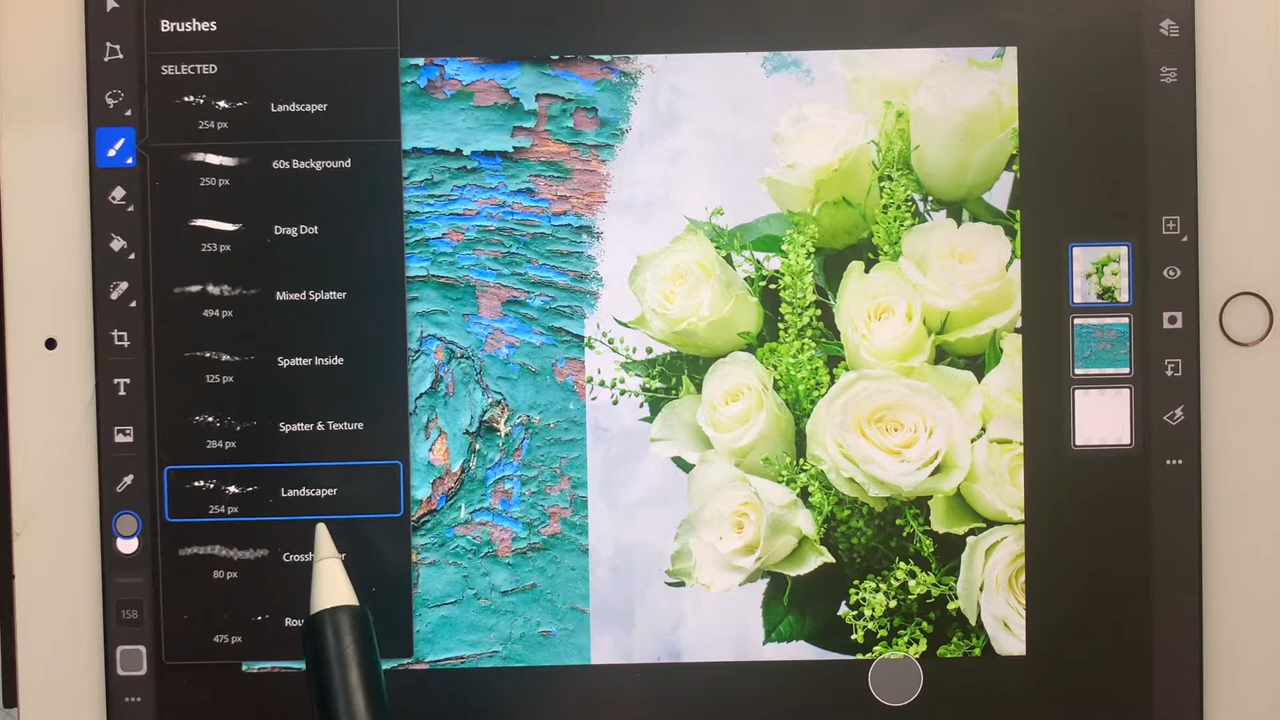 Brushes
SELECTED
Landscaper
254 px
60s Background
250 px
Drag Dot
253 px
Mixed Splatter
494 px
Spatter Inside
125 px
Spatter & Texture
284 px
Landscaper
254 px
80 px
475 px
T
158